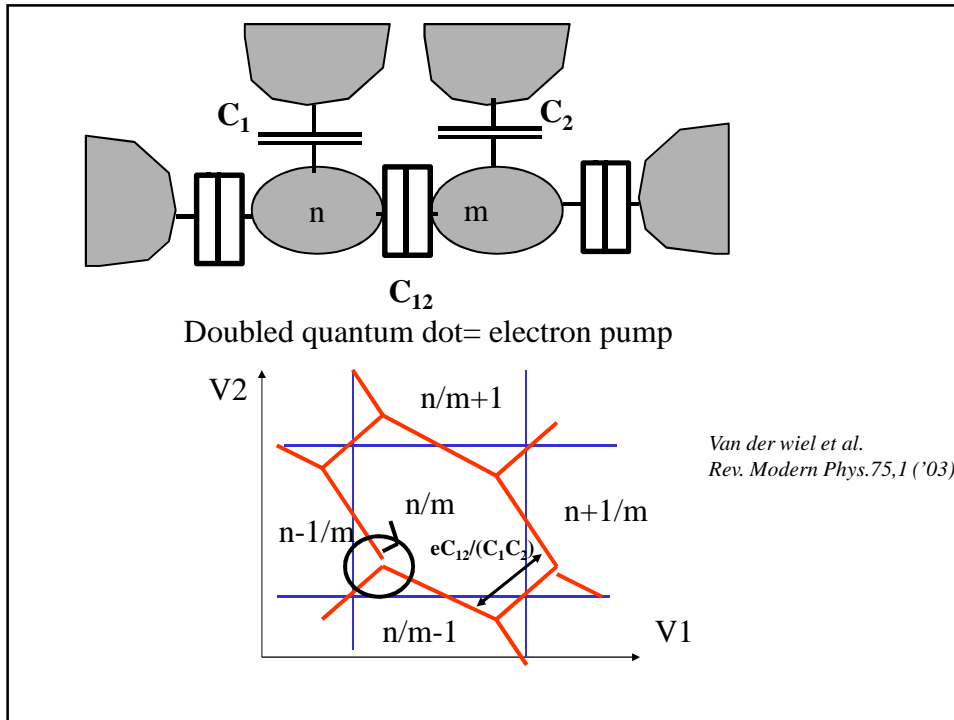 C₁
C₂
n
m
C₁₂
Doubled quantum dot= electron pump
V2
n/m+1
Van der wiel et al.
Rev. Modern Phys.75,1 ('03)
n/m
n+1/m
n-1/m
eC₁₂/(C₁C₂)
n/m-1
V1